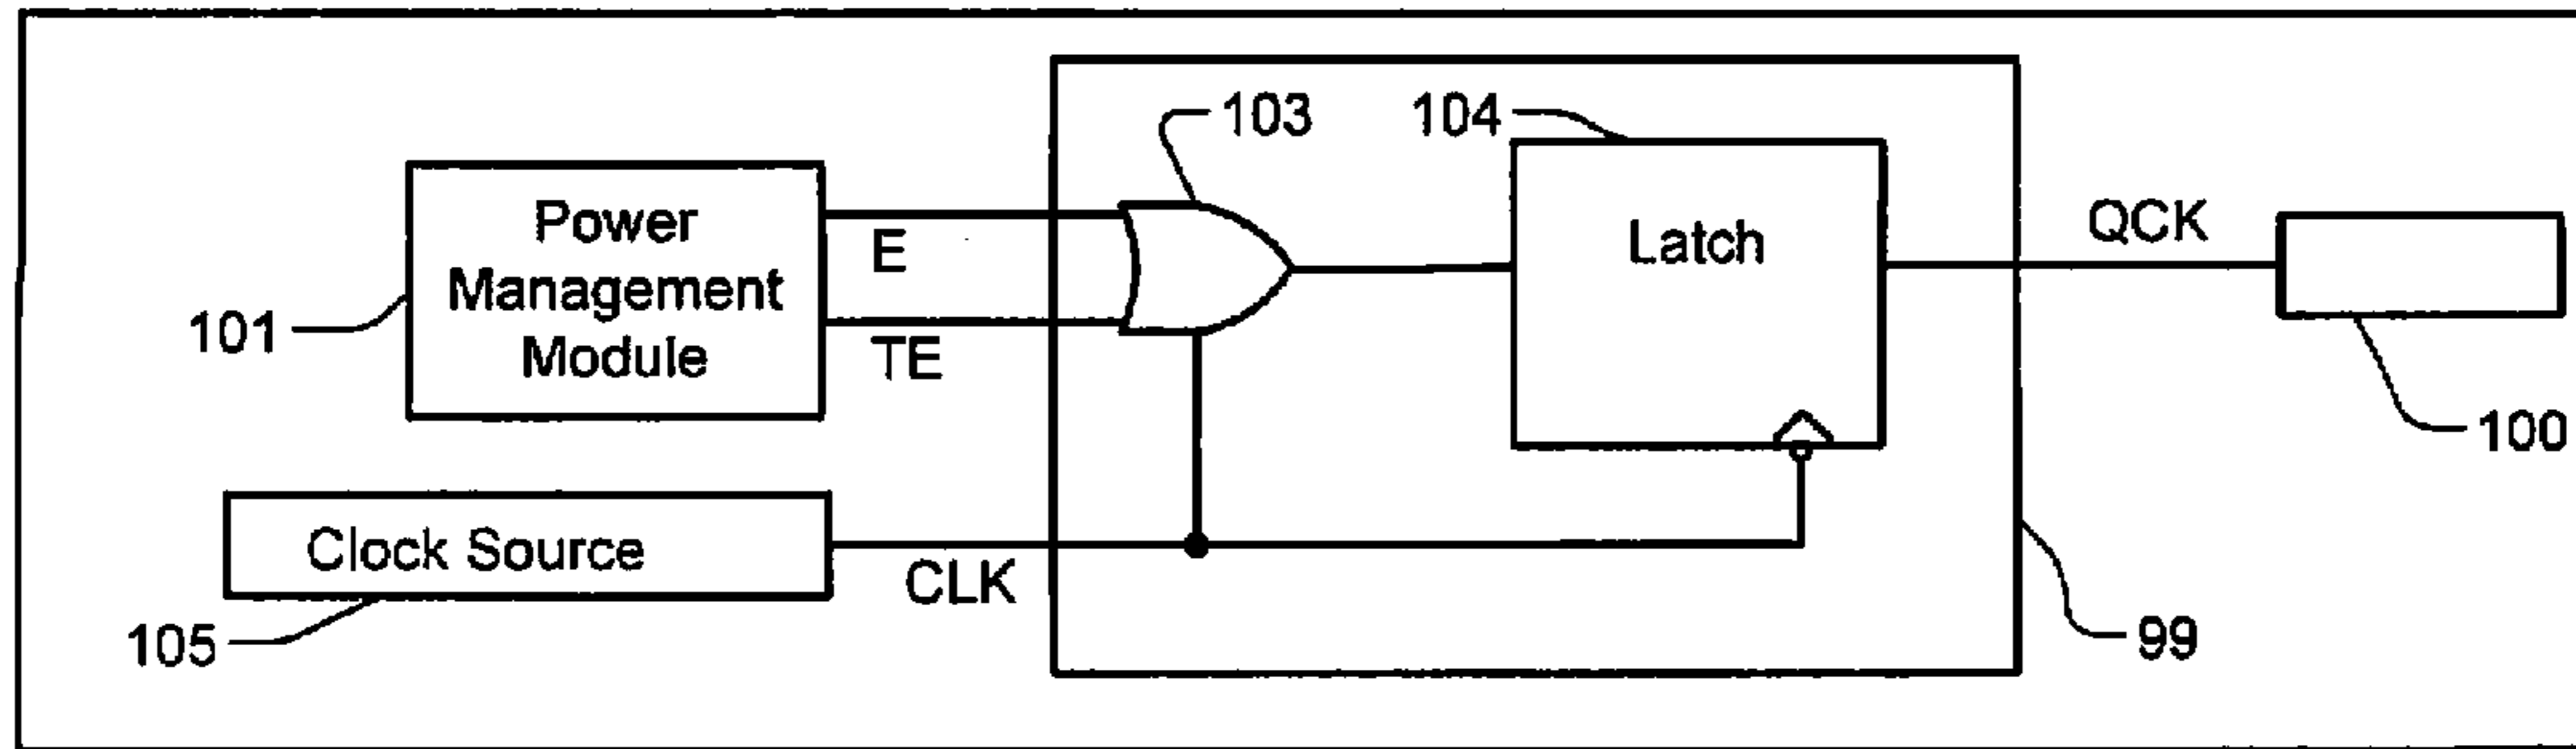 103
104
Power
Management
Module
101
E
TE
Latch
QCK
100
Clock Source
CLK
105
99